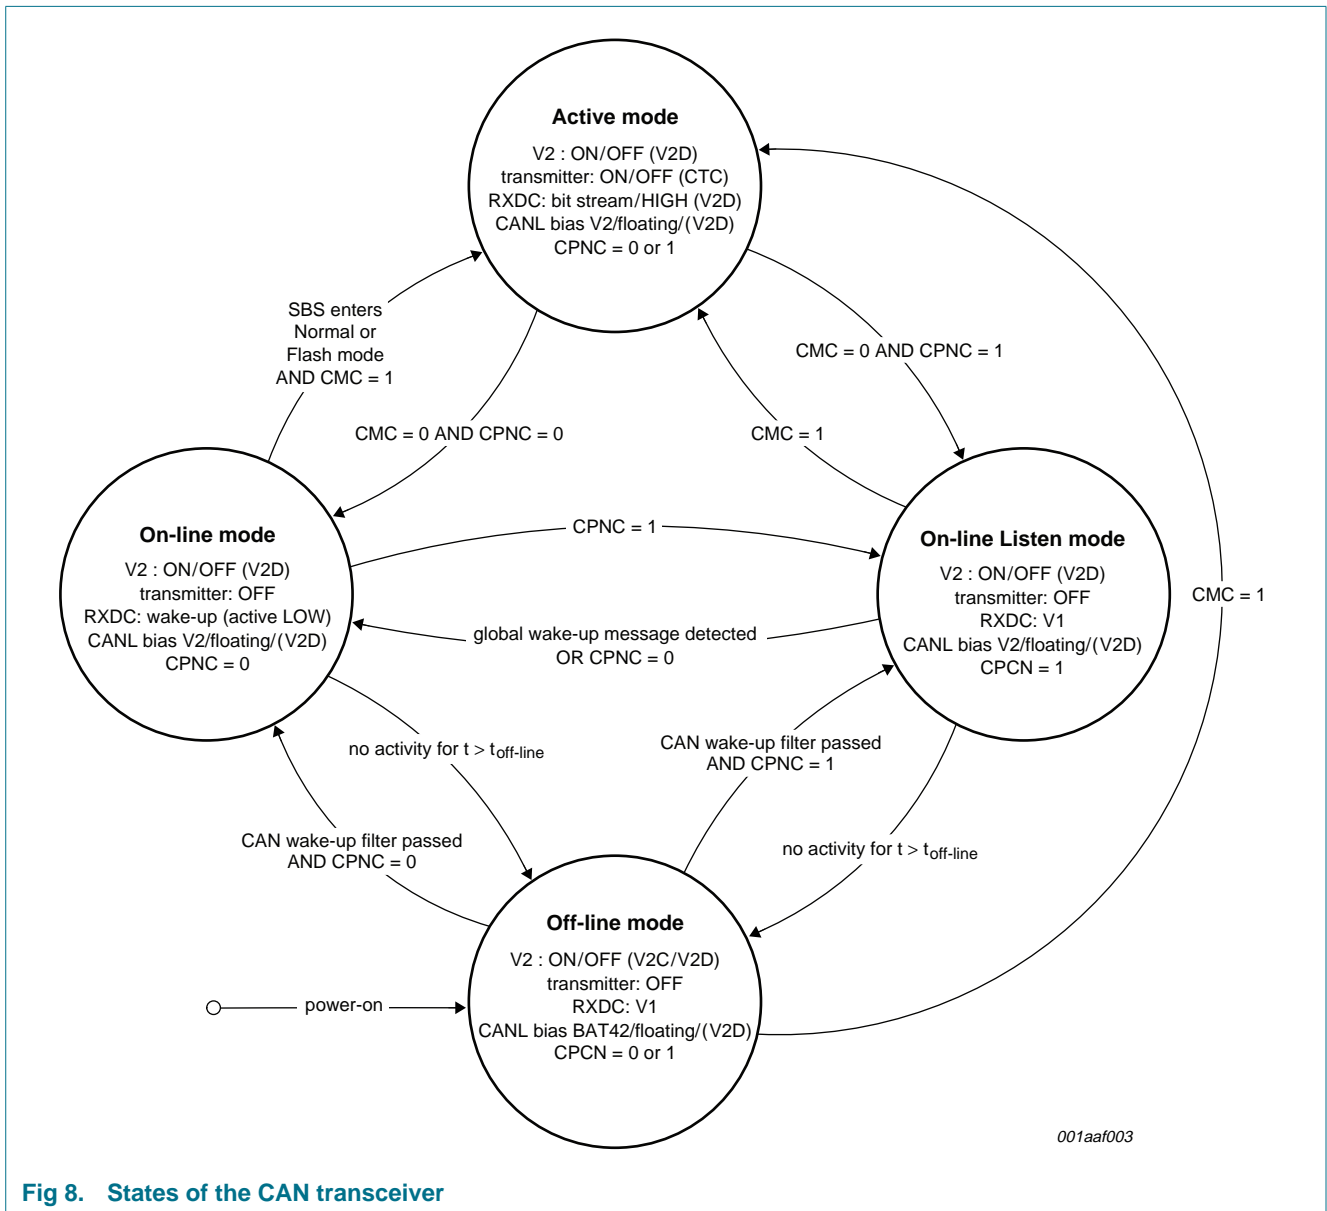 Active mode
V2 : ON/OFF (V2D)
transmitter: ON/OFF (CTC)
RXDC: bit stream/HIGH (V2D)
CANL bias V2/floating/(V2D)
CPNC = 0 or 1
SBS enters
Normal or
Flash mode
AND CMC = 1
CMC = 0 AND CPNC = 1
CMC = 0 AND CPNC = 0
CMC = 1
On-line mode
V2 : ON/OFF (V2D)
transmitter: OFF
RXDC: wake-up (active LOW)
CANL bias V2/floating/(V2D)
CPNC = 0
CPNC = 1
global wake-up message detected
OR CPNC = 0
On-line Listen mode
V2 : ON/OFF (V2D)
transmitter: OFF
RXDC: V1
CANL bias V2/floating/(V2D)
CPCN = 1
CMC = 1
no activity for t > toff-line
CAN wake-up filter passed
AND CPNC = 1
CAN wake-up filter passed
AND CPNC = 0
no activity for t > toff-line
Off-line mode
V2 : ON/OFF (V2C/V2D)
transmitter: OFF
RXDC: V1
CANL bias BAT42/floating/(V2D)
CPCN = 0 or 1
power-on
001aaf003
Fig 8. States of the CAN transceiver